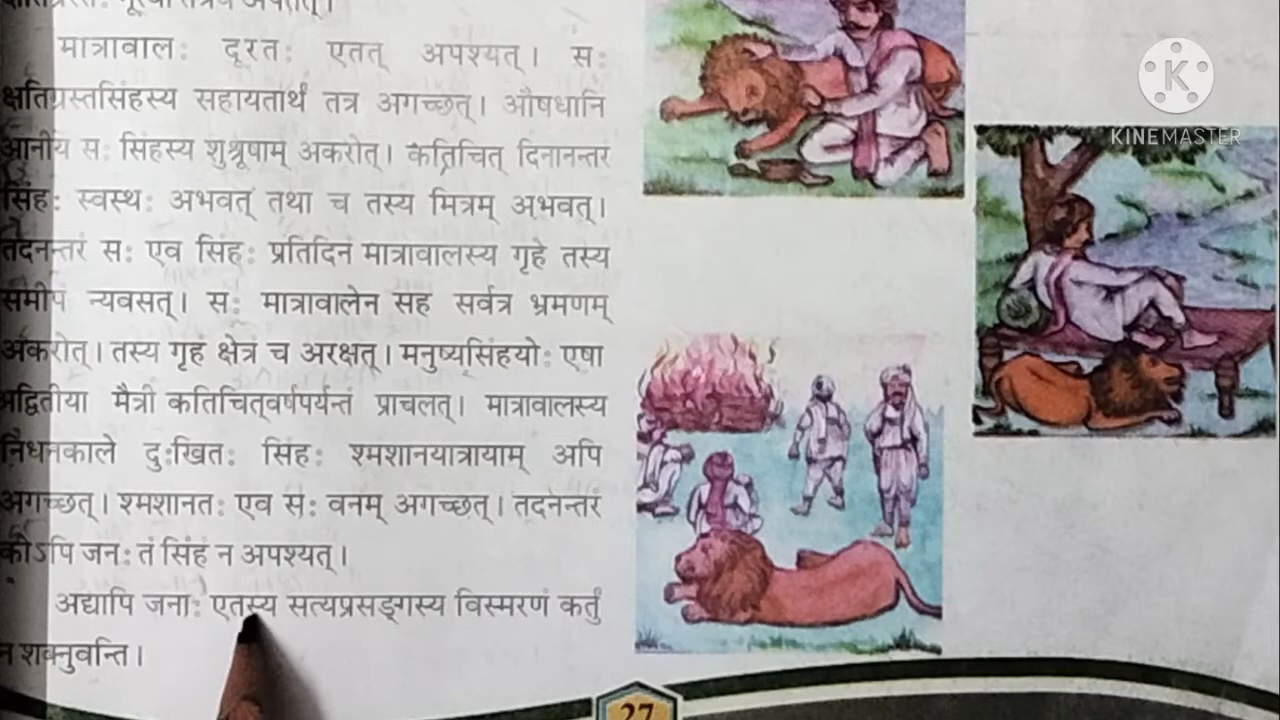 मात्रावालः दूरतः एतत् अपश्यत्। सः
क्षतिग्रस्तसिंहस्य सहायतार्थं तत्र अगच्छत्। औषधानि
आनीय सः सिंहस्य शुश्रूषाम् अकरोत्। कतिचित् दिनानन्तरं
सिंहः स्वस्थः अभवत् तथा च तस्य मित्रम् अभवत्।
तदनन्तरं सः एव सिंहः प्रतिदिनं मात्रावालस्य गृहे तस्य
समीपं न्यवसत्। सः मात्रावालेन सह सर्वत्र भ्रमणम्
अकरोत्। तस्य गृहं क्षेत्रं च अरक्षत्। मनुष्यसिंहयोः एषा
अद्वितीया मैत्री कतिचित्वर्षपर्यन्तं प्राचलत्। मात्रावालस्य
निधनकाले दुःखितः सिंहः श्मशानयात्रायाम् अपि
अगच्छत्। श्मशानतः एव सः वनम् अगच्छत्। तदनन्तरं
कोऽपि जनः तं सिंहं न अपश्यत्।
अद्यापि जनाः एतस्य सत्यप्रसङ्गस्य विस्मरणं कर्तुं
न शक्नुवन्ति।
27
K
KINEMASTER